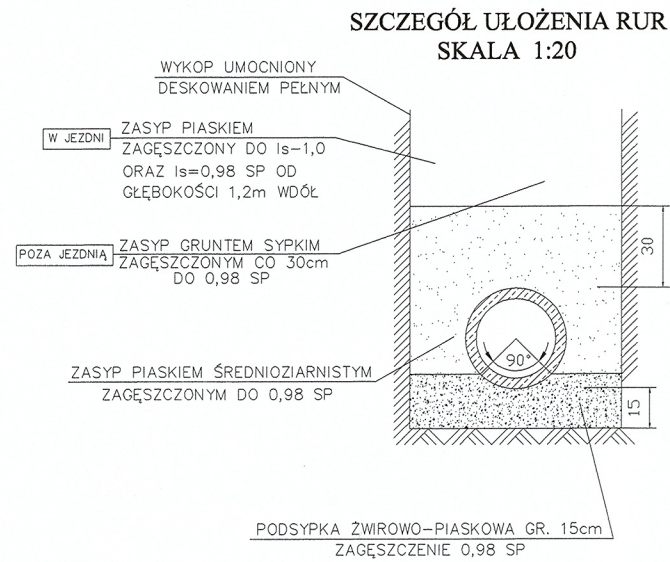 SZCZEGÓŁ UŁOŻENIA RUR
SKALA 1:20
WYKOP UMOCNIONY
DESKOWANIEM PEŁNYM
W JEZDNI
ZASYP PIASKIEM
ZAGĘSZCZONY DO Is-1,0
ORAZ Is=0,98 SP OD
GŁĘBOKOŚCI 1,2m WDÓŁ
POZA JEZDNIĄ
ZASYP GRUNTEM SYPKIM
ZAGĘSZCZONYM CO 30cm
DO 0,98 SP
30
90°
ZASYP PIASKIEM ŚREDNIOZIARNISTYM
ZAGĘSZCZONYM DO 0,98 SP
15
PODSYPKA ŻWIROWO-PIASKOWA GR. 15cm
ZAGĘSZCZENIE 0,98 SP